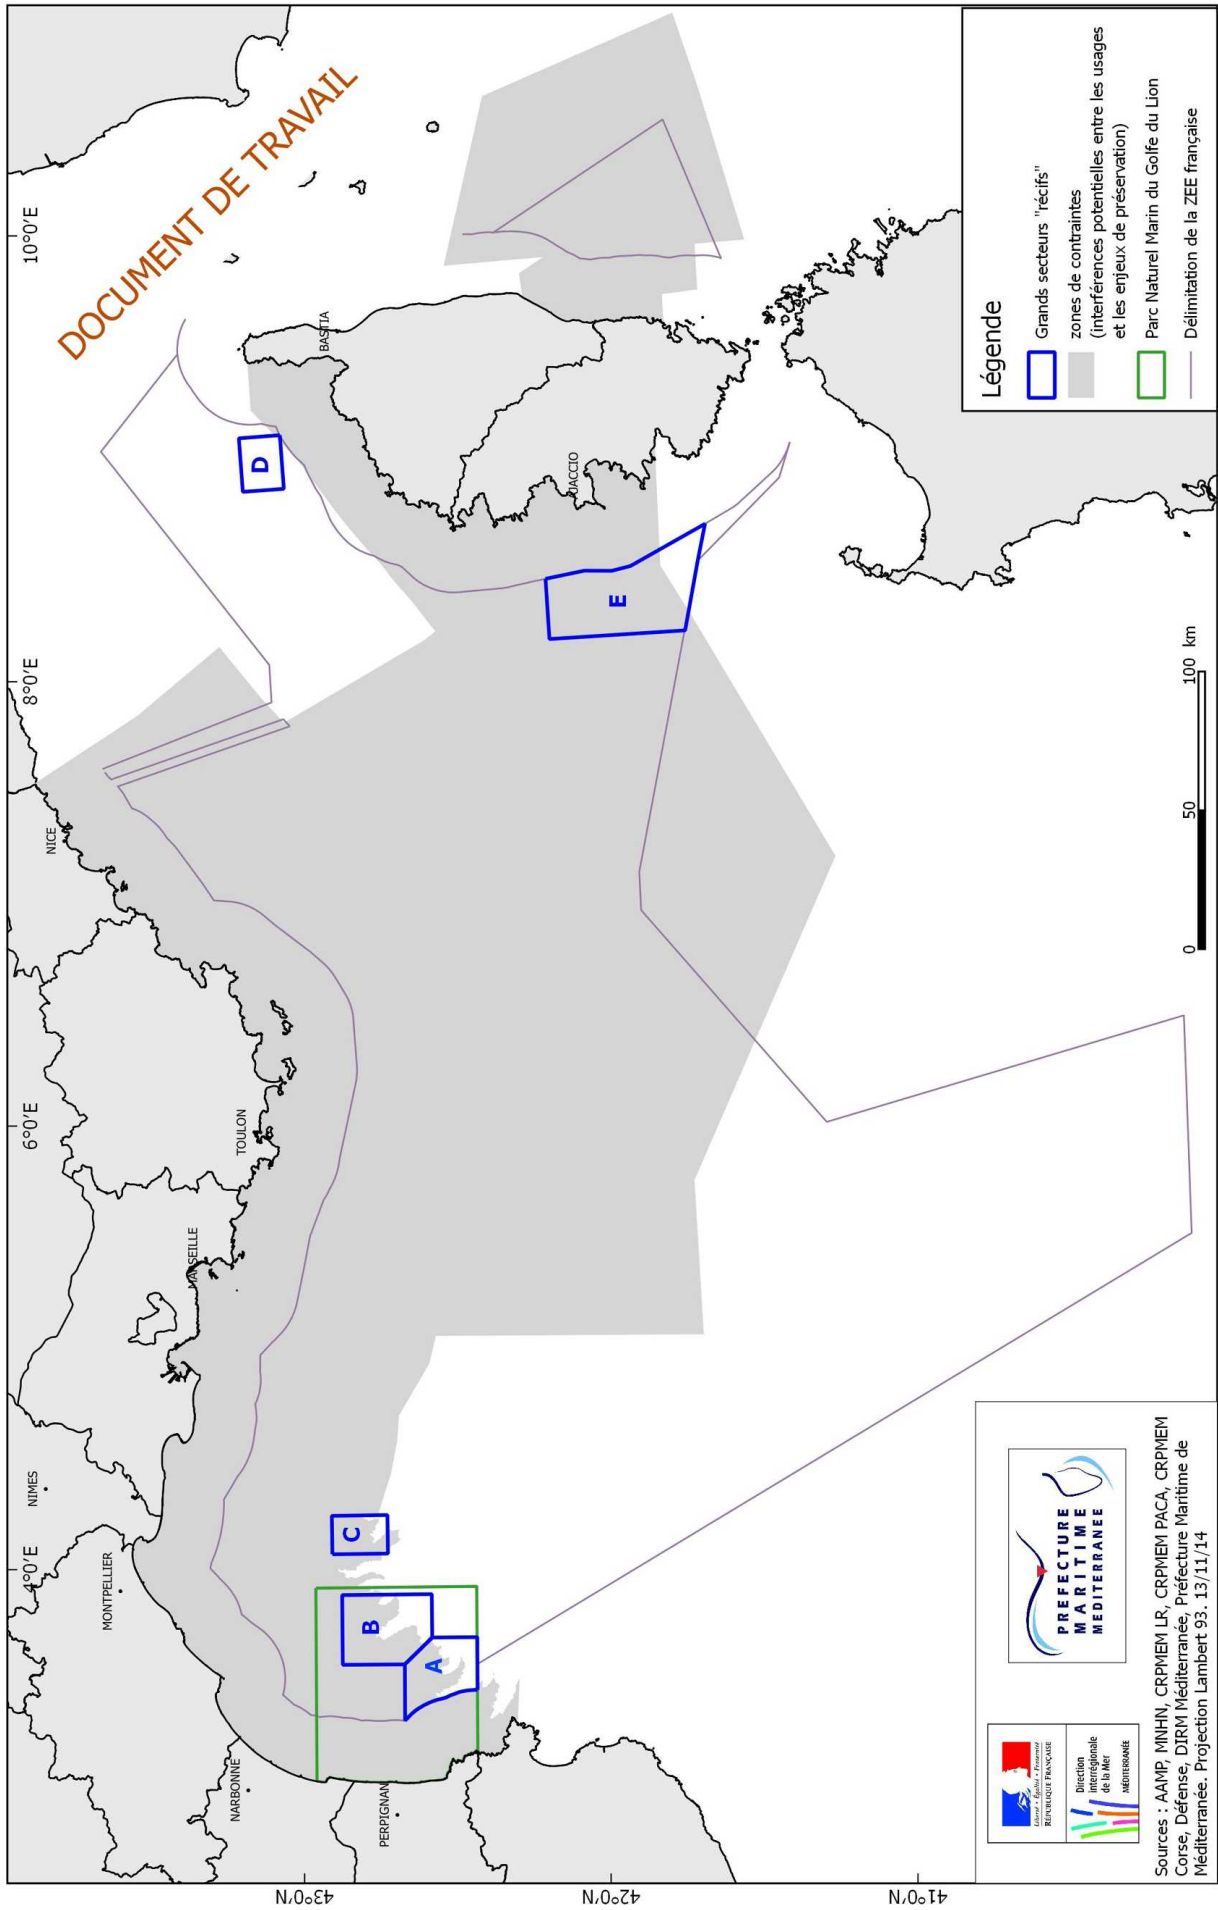 DOCUMENT DE TRAVAIL
4°0'E
6°0'E
8°0'E
10°0'E
43°0'N
42°0'N
41°0'N
NIMES
MONTPELLIER
NARBONNE
PERPIGNAN
MARSEILLE
TOULON
NICE
BASTIA
JACCIO
A
B
C
D
E
0 50 100 km
Légende
Grands secteurs "récifs"
zones de contraintes
(interférences potentielles entre les usages
et les enjeux de préservation)
Parc Naturel Marin du Golfe du Lion
Délimitation de la ZEE française
Liberté • Égalité • Fraternité
RÉPUBLIQUE FRANÇAISE
Direction
interrégionale
de la Mer
MÉDITERRANÉE
PREFECTURE
MARITIME
MEDITERRANEE
Sources : AAMP, MNHN, CRPMEM LR, CRPMEM PACA, CRPMEM
Corse, Défense, DIRM Méditerranée, Préfecture Maritime de
Méditerranée. Projection Lambert 93. 13/11/14